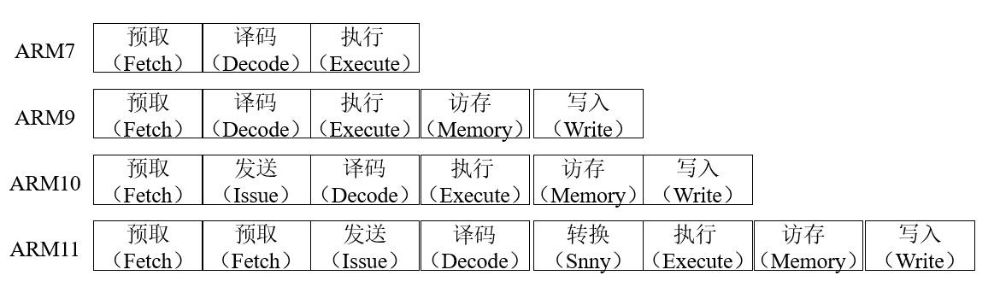 ARM7 预取 译码 执行
（Fetch） （Decode） （Execute）
ARM9 预取 译码 执行 访存 写入
（Fetch） （Decode） （Execute） （Memory） （Write）
ARM10 预取 发送 译码 执行 访存 写入
（Fetch） （Issue） （Decode） （Execute） （Memory） （Write）
ARM11 预取 预取 发送 译码 转换 执行 访存 写入
（Fetch） （Fetch） （Issue） （Decode） （Snny） （Execute） （Memory） （Write）